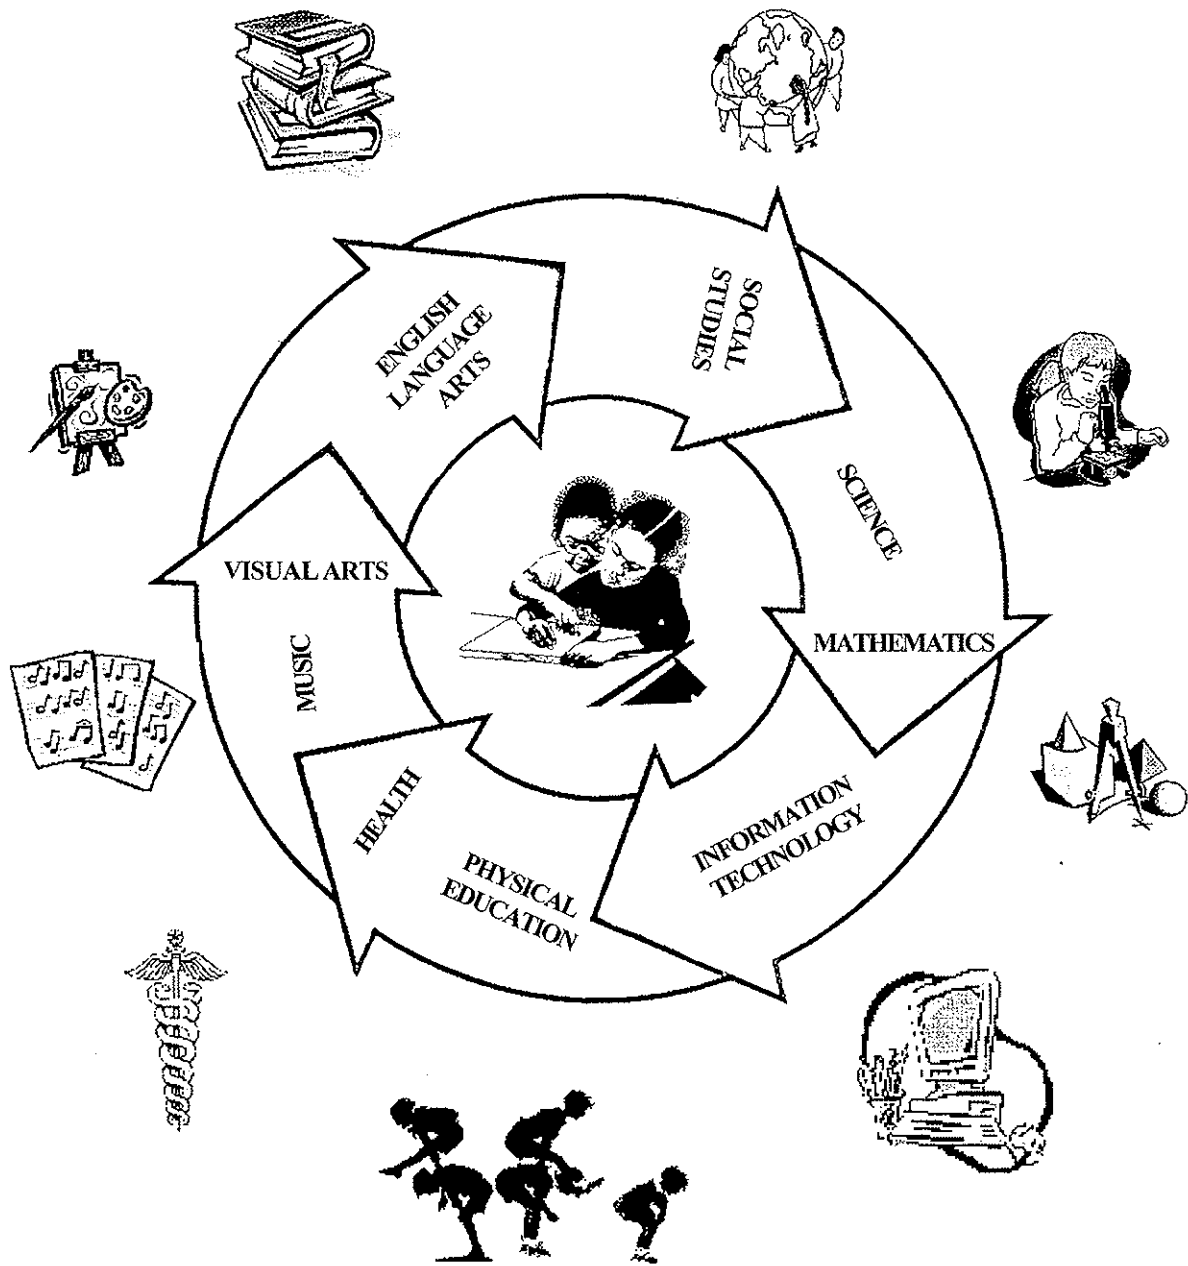 ENGLISH
LANGUAGE
ARTS
SOCIAL
STUDIES
SCIENCE
MATHEMATICS
INFORMATION
TECHNOLOGY
PHYSICAL
EDUCATION
HEALTH
MUSIC
VISUAL ARTS